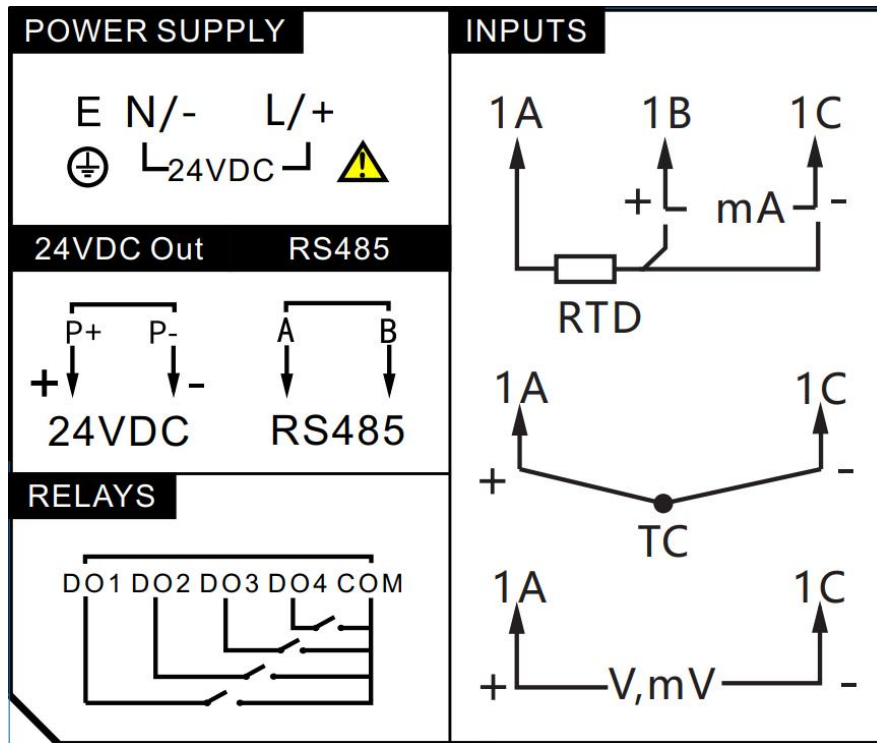 POWER SUPPLY
E N/- L/+
24VDC
24VDC Out RS485
P+ P- A B
+ -
24VDC RS485
RELAYS
DO1 DO2 DO3 DO4 COM
INPUTS
1A 1B 1C
+ mA -
RTD
1A 1C
+ -
TC
1A 1C
+ V,mV -